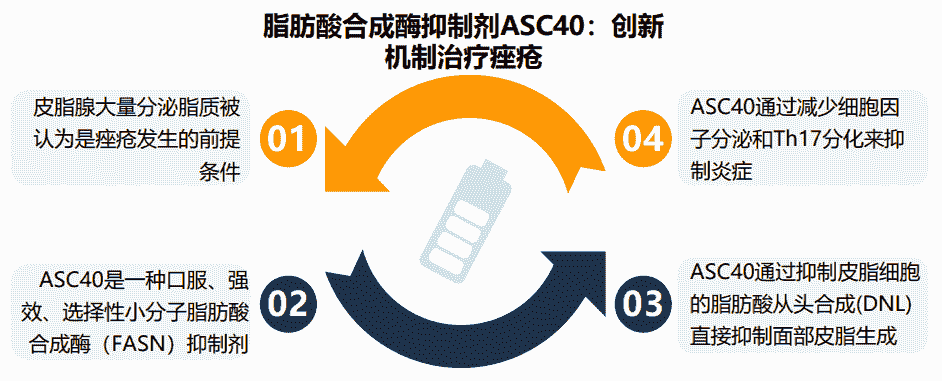 脂肪酸合成酶抑制剂ASC40：创新
机制治疗痤疮
皮脂腺大量分泌脂质被
认为是痤疮发生的前提
条件
01
ASC40是一种口服、强
效、选择性小分子脂肪酸
合成酶（FASN）抑制剂
02
03
ASC40通过抑制皮脂细胞
的脂肪酸从头合成(DNL)
直接抑制面部皮脂生成
04
ASC40通过减少细胞因
子分泌和Th17分化来抑
制炎症